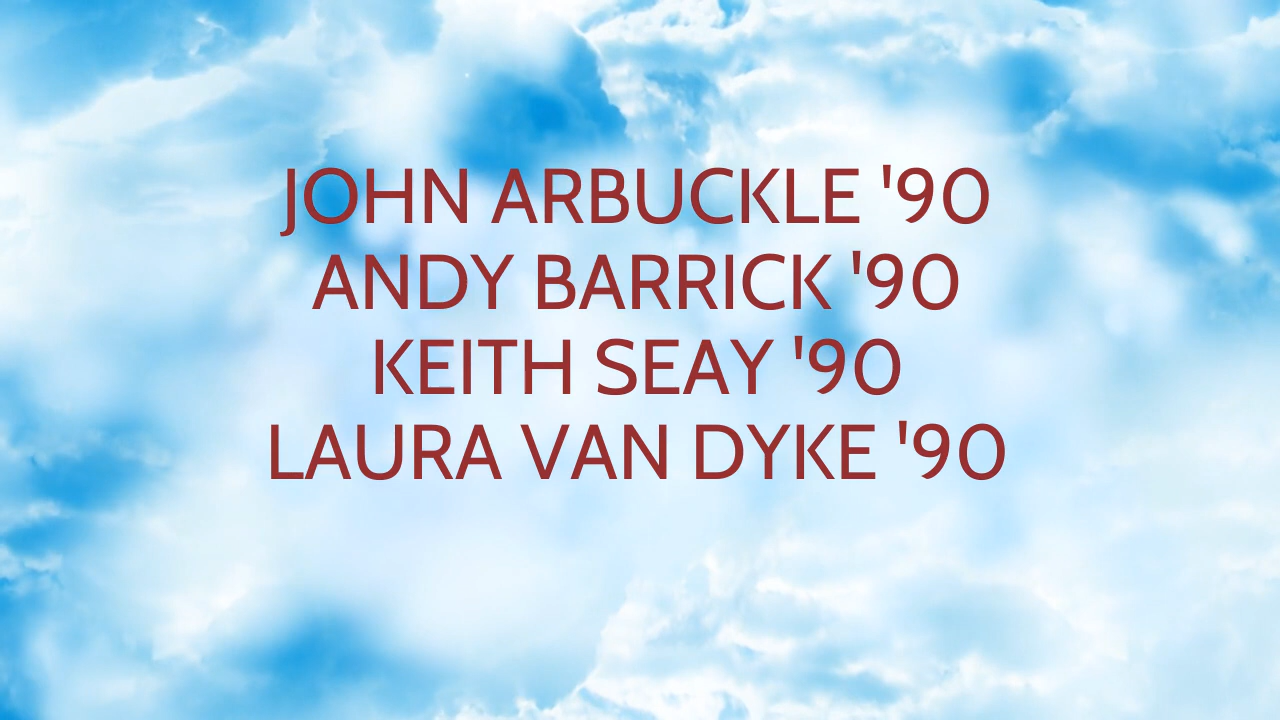 JOHN ARBUCKLE '90
ANDY BARRICK '90
KEITH SEAY '90
LAURA VAN DYKE '90